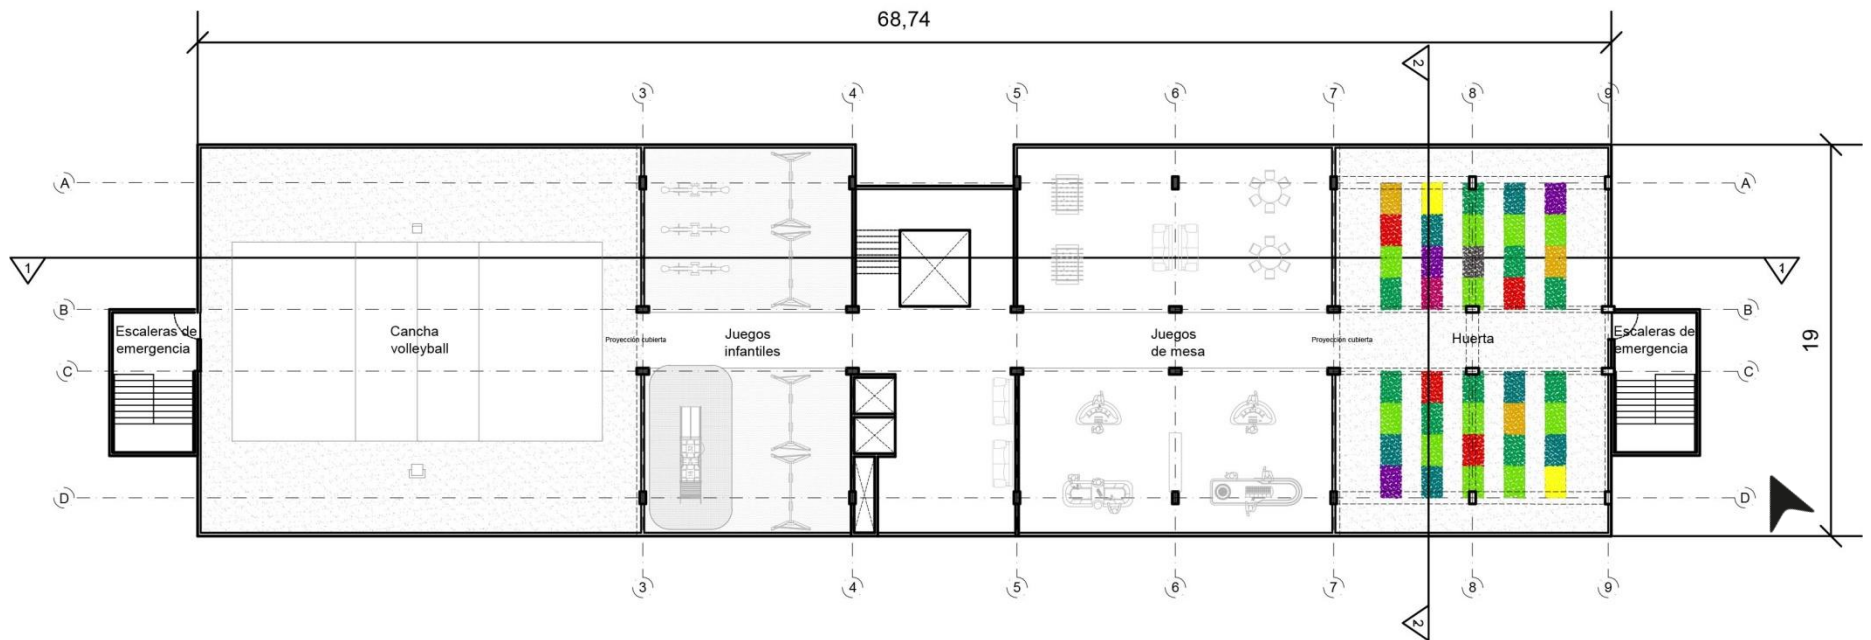 68,74
2
3 4 5 6 7 8 9
A A
1 1
B B
Escaleras de
emergencia
Cancha
volleyball
Proyección cubierta
Juegos
infantiles
Juegos
de mesa
Proyección cubierta
Huerta
Escaleras de
emergencia
19
C C
D D
3 4 5 6 7 8 9
2